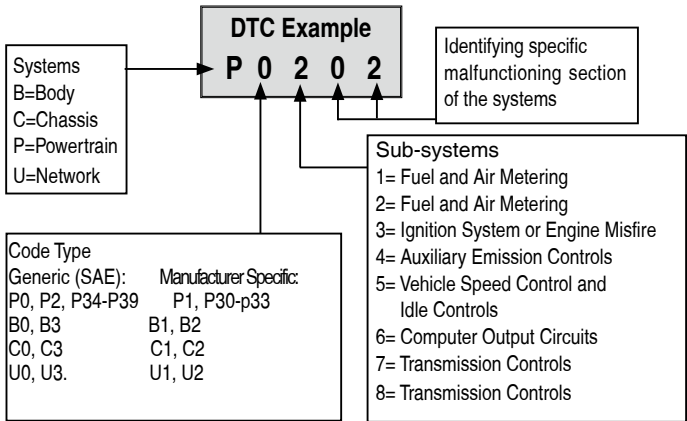 DTC Example
P 0 2 0 2
Systems
B=Body
C=Chassis
P=Powertrain
U=Network
Identifying specific
malfunctioning section
of the systems
Sub-systems
1= Fuel and Air Metering
2= Fuel and Air Metering
3= Ignition System or Engine Misfire
4= Auxiliary Emission Controls
5= Vehicle Speed Control and
Idle Controls
6= Computer Output Circuits
7= Transmission Controls
8= Transmission Controls
Code Type
Generic (SAE): Manufacturer Specific:
P0, P2, P34-P39 P1, P30-p33
B0, B3 B1, B2
C0, C3 C1, C2
U0, U3. U1, U2